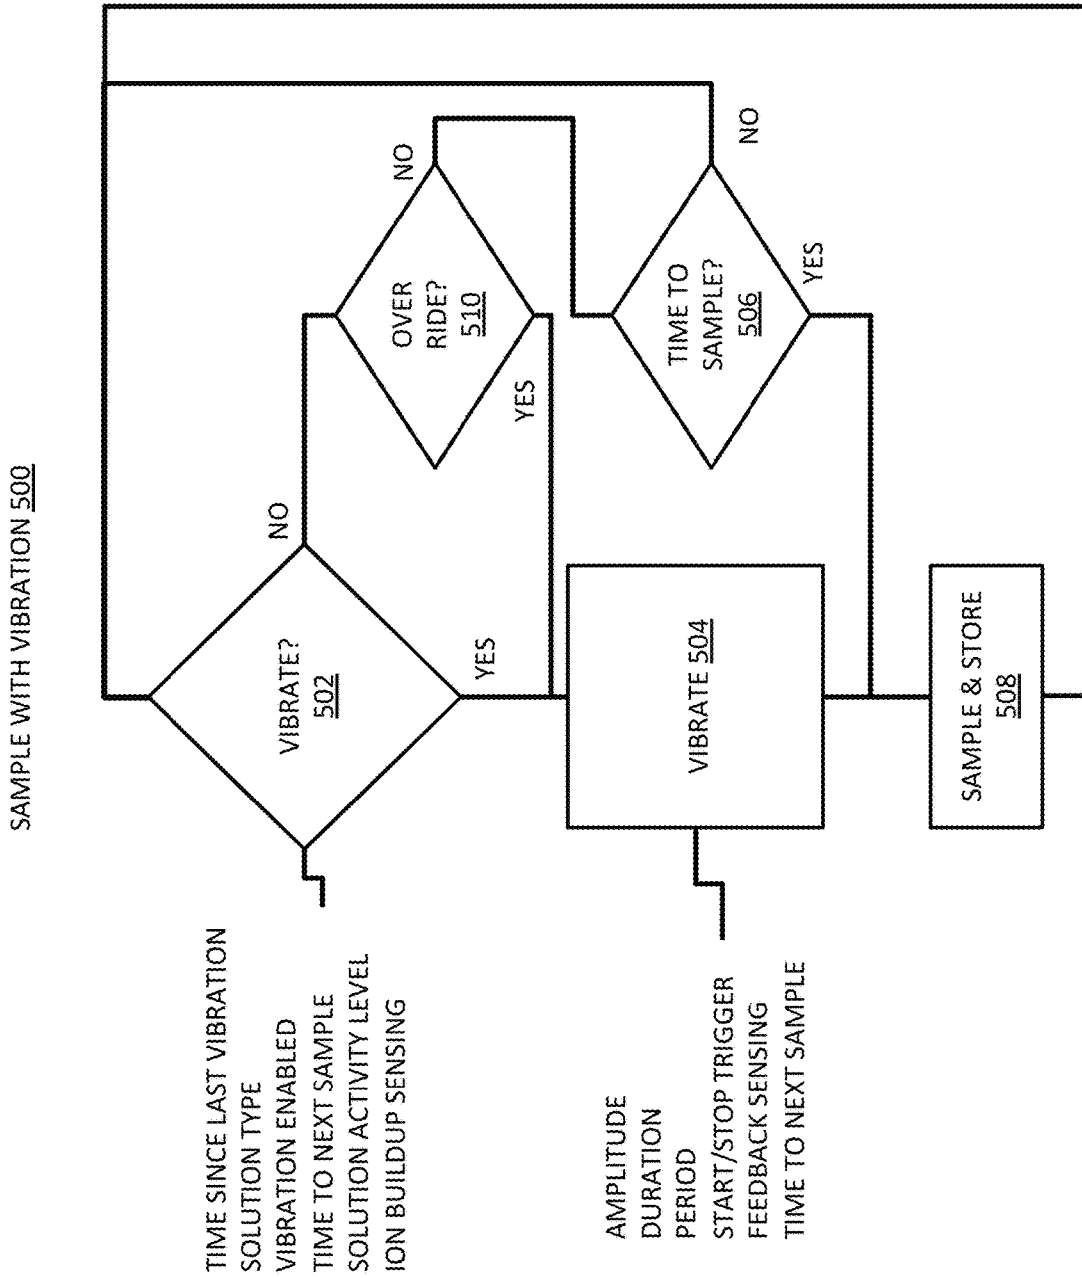 SAMPLE WITH VIBRATION 500
TIME SINCE LAST VIBRATION
SOLUTION TYPE
VIBRATION ENABLED
TIME TO NEXT SAMPLE
SOLUTION ACTIVITY LEVEL
ION BUILDUP SENSING
VIBRATE?
502
NO
YES
OVER
RIDE?
510
NO
YES
AMPLITUDE
DURATION
PERIOD
START/STOP TRIGGER
FEEDBACK SENSING
TIME TO NEXT SAMPLE
VIBRATE 504
TIME TO
SAMPLE?
506
NO
YES
SAMPLE & STORE
508